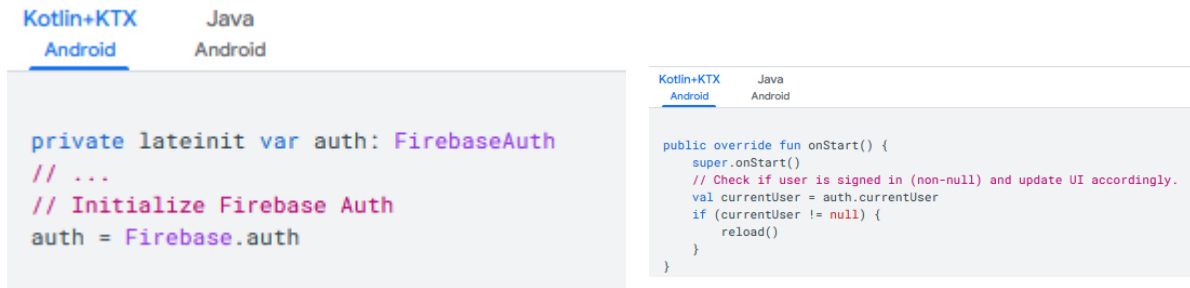 Kotlin+KTX Java
Android Android
private lateinit var auth: FirebaseAuth
// ...
// Initialize Firebase Auth
auth = Firebase.auth
Kotlin+KTX Java
Android Android
public override fun onStart() {
    super.onStart()
    // Check if user is signed in (non-null) and update UI accordingly.
    val currentUser = auth.currentUser
    if (currentUser != null) {
        reload()
    }
}